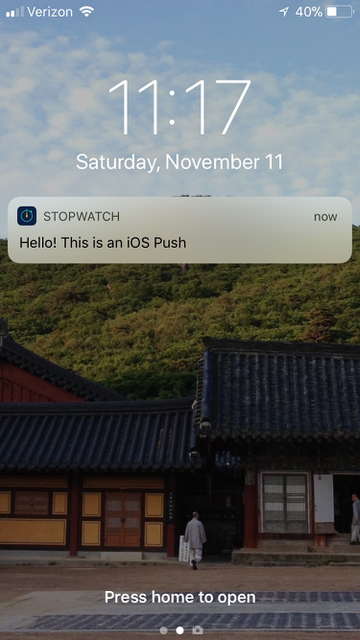 Verizon 40%
11:17
Saturday, November 11
STOPWATCH now
Hello! This is an iOS Push
Press home to open